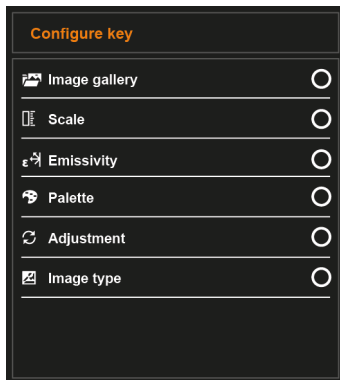 Configure key
Image gallery
Scale
ε Emissivity
Palette
Adjustment
Image type